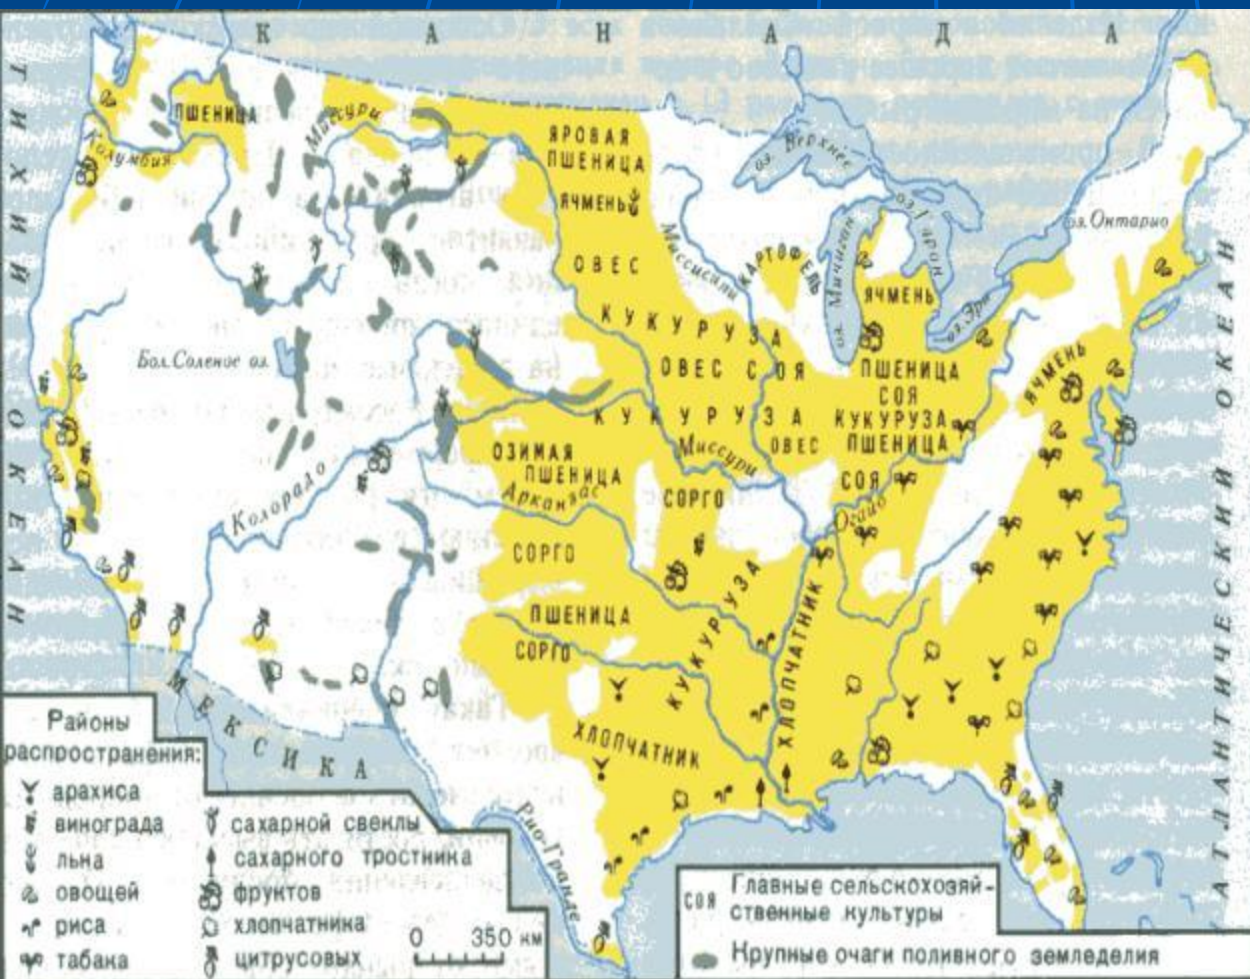 К А Н А Д А
ТИХИЙ ОКЕАН
ПШЕНИЦА
Миссури
Колумбия
ЯРОВАЯ
ПШЕНИЦА
ЯЧМЕНЬ
ОВЕС
оз. Верхнее
оз. Гурон
оз. Онтарио
Миссисипи
КАРТОФЕЛЬ
оз. Мичиган
ЯЧМЕНЬ
оз. Эри
КУКУРУЗА
ОВЕС СОЯ
ПШЕНИЦА
СОЯ
КУКУРУЗА
ПШЕНИЦА
ЯЧМЕНЬ
Бол. Соленое оз.
КУКУРУЗА
ОВЕС
Миссури
ОЗИМАЯ
ПШЕНИЦА
Арканзас
СОРГО
СОЯ
Огайо
Колорадо
СОРГО
КУКУРУЗА
ХЛОПЧАТНИК
ПШЕНИЦА
СОРГО
ХЛОПЧАТНИК
МЕКСИКА
Рио-Гранде
АТЛАНТИЧЕСКИЙ ОКЕАН
Районы
распространения:
арахиса
винограда
льна
овощей
риса
табака
сахарной свеклы
сахарного тростника
фруктов
хлопчатника
цитрусовых
0 350 км
СОЯ Главные сельскохозяй-
ственные культуры
Крупные очаги поливного земледелия